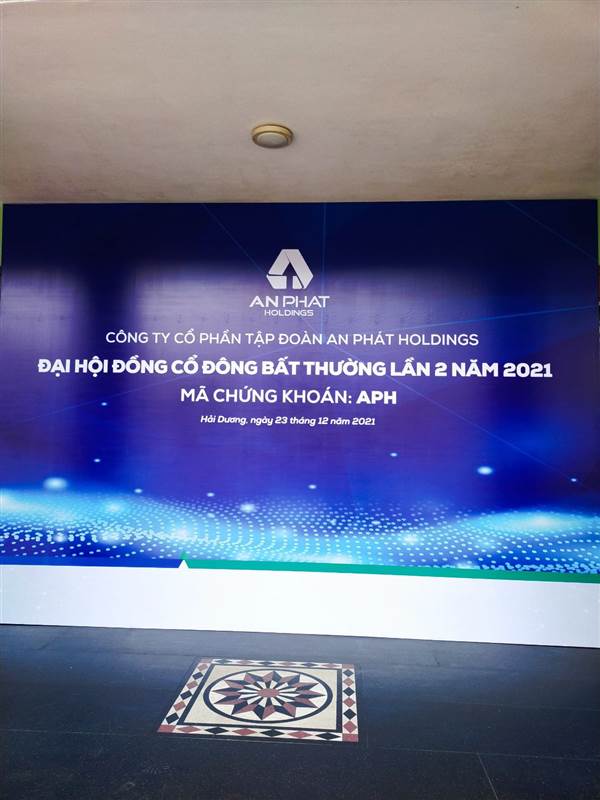 AN PHAT
HOLDINGS
CÔNG TY CỔ PHẦN TẬP ĐOÀN AN PHÁT HOLDINGS
ĐẠI HỘI ĐỒNG CỔ ĐÔNG BẤT THƯỜNG LẦN 2 NĂM 2021
MÃ CHỨNG KHOÁN: APH
Hải Dương, ngày 23 tháng 12 năm 2021